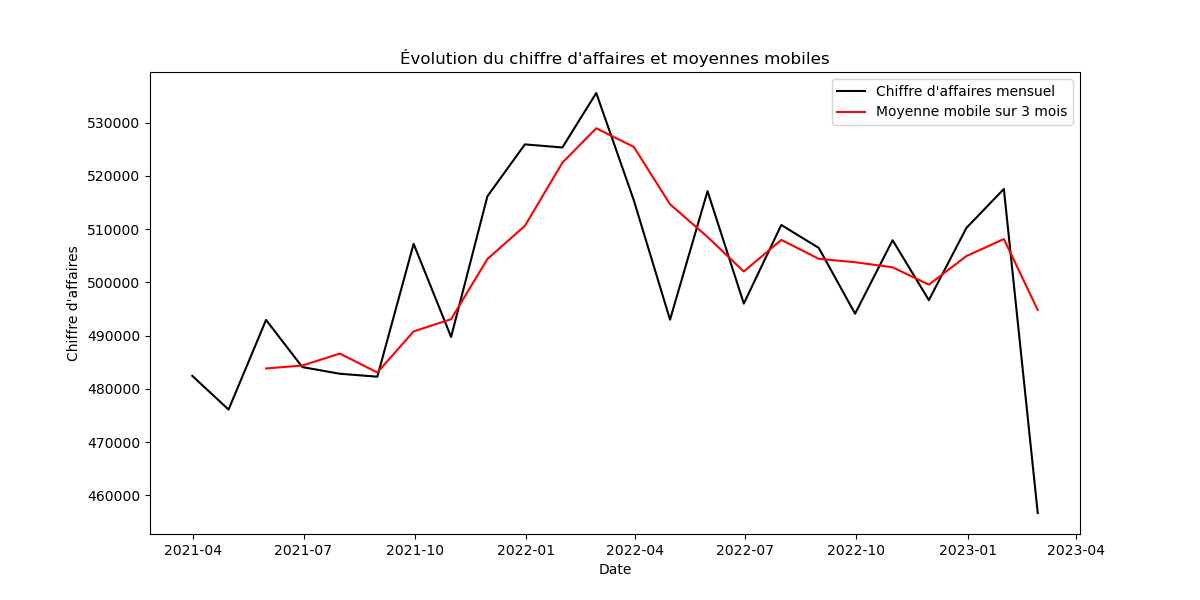 Évolution du chiffre d'affaires et moyennes mobiles
Chiffre d'affaires mensuel
Moyenne mobile sur 3 mois
Chiffre d'affaires
530000
520000
510000
500000
490000
480000
470000
460000
2021-04 2021-07 2021-10 2022-01 2022-04 2022-07 2022-10 2023-01 2023-04
Date